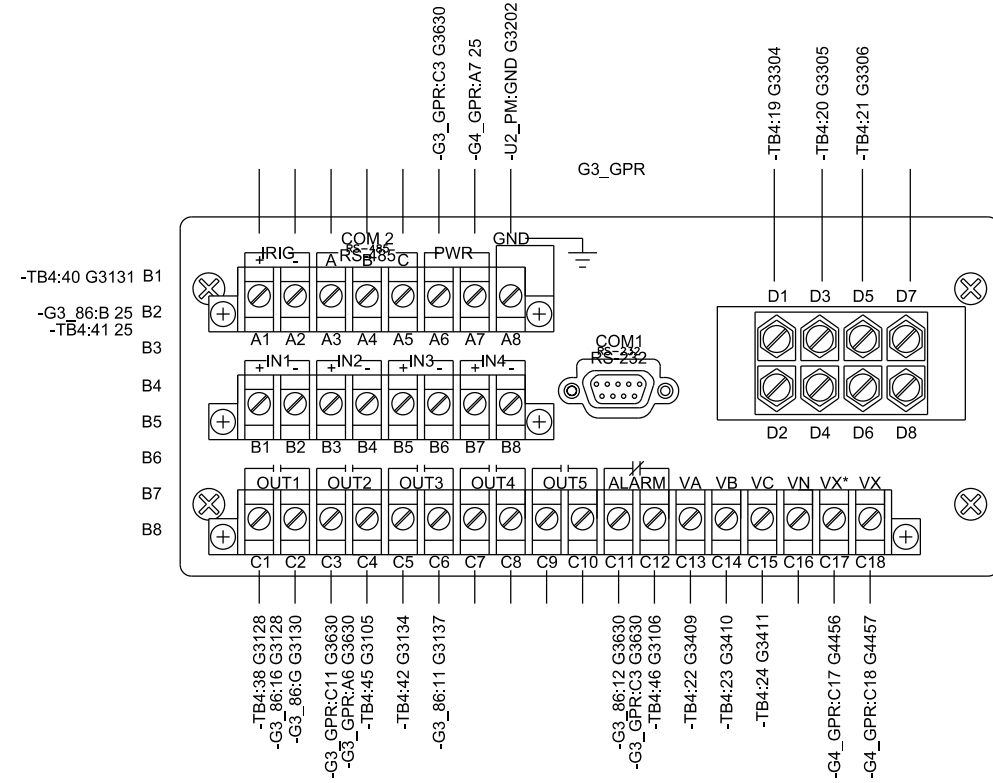 -G3_GPR:C3 G3630
-G4_GPR:A7 25
-U2_PM:GND G3202
-TB4:19 G3304
-TB4:20 G3305
-TB4:21 G3306
G3_GPR
COM 2
RS-485
RS-485
GND
IRIG
PWR
+ - A B C
-TB4:40 G3131 B1
-G3_86:B 25 B2
-TB4:41 25
B3
B4
B5
B6
B7
B8
D1 D3 D5 D7
A1 A2 A3 A4 A5 A6 A7 A8
COM1
RS-232
RS-232
+IN1- +IN2- +IN3- +IN4-
D2 D4 D6 D8
B1 B2 B3 B4 B5 B6 B7 B8
OUT1 OUT2 OUT3 OUT4 OUT5 ALARM VA VB VC VN VX* VX
C1 C2 C3 C4 C5 C6 C7 C8 C9 C10 C11 C12 C13 C14 C15 C16 C17 C18
-TB4:38 G3128
-G3_86:16 G3128
-G3_86:G G3130
-G3_GPR:C11 G3630
-G3_GPR:A6 G3630
-TB4:45 G3105
-TB4:42 G3134
-G3_86:11 G3137
-G3_86:12 G3630
-G3_GPR:C3 G3630
-TB4:46 G3106
-TB4:22 G3409
-TB4:23 G3410
-TB4:24 G3411
-G4_GPR:C17 G4456
-G4_GPR:C18 G4457